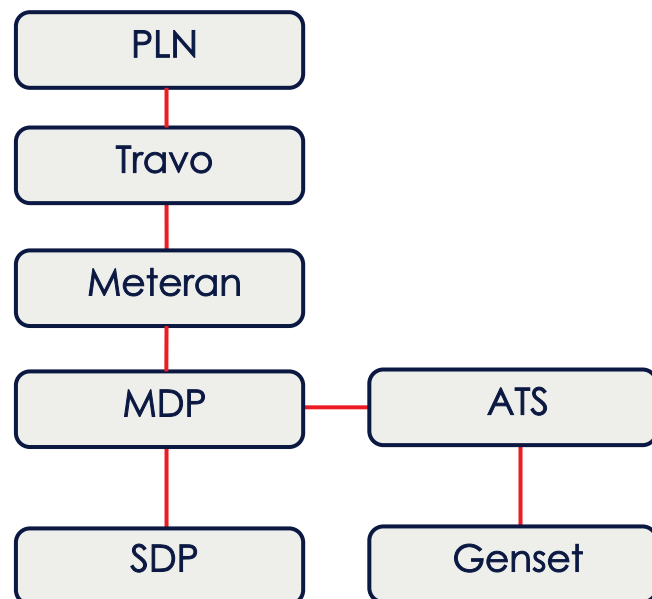 PLN
Travo
Meteran
MDP
ATS
SDP
Genset